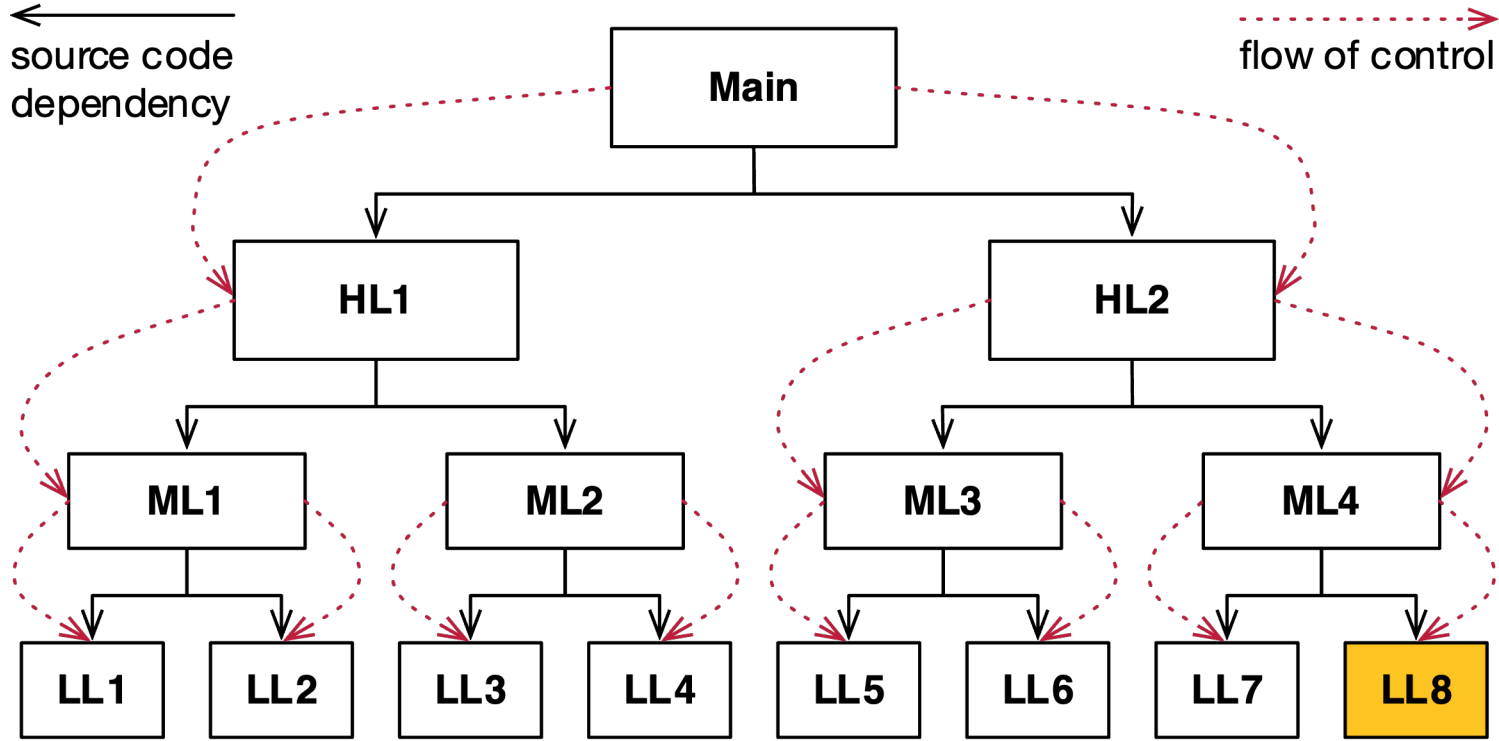 source code
dependency
flow of control
Main
HL1
HL2
ML1
ML2
ML3
ML4
LL1
LL2
LL3
LL4
LL5
LL6
LL7
LL8